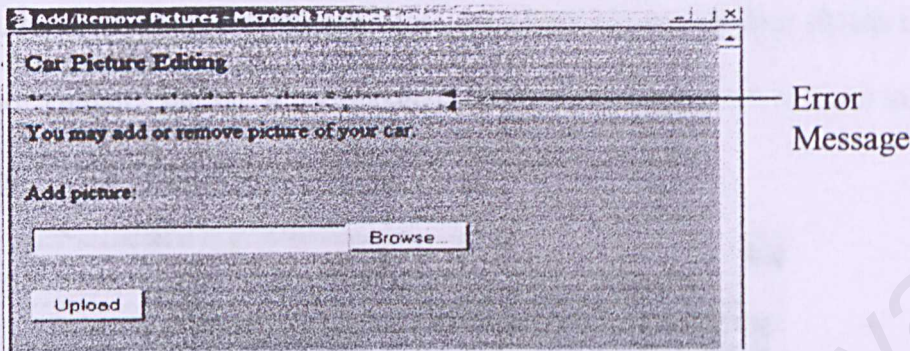 Add/Remove Pictures - Microsoft Internet
Car Picture Editing
Error
Message
You may add or remove picture of your car.
Add picture:
Browse...
Upload